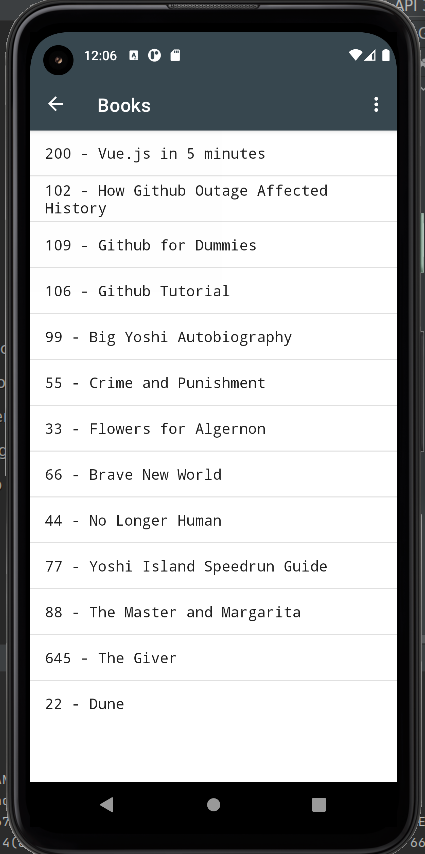 API
12:06
Books
200 - Vue.js in 5 minutes
102 - How Github Outage Affected
History
109 - Github for Dummies
106 - Github Tutorial
99 - Big Yoshi Autobiography
55 - Crime and Punishment
33 - Flowers for Algernon
66 - Brave New World
44 - No Longer Human
77 - Yoshi Island Speedrun Guide
88 - The Master and Margarita
645 - The Giver
22 - Dune